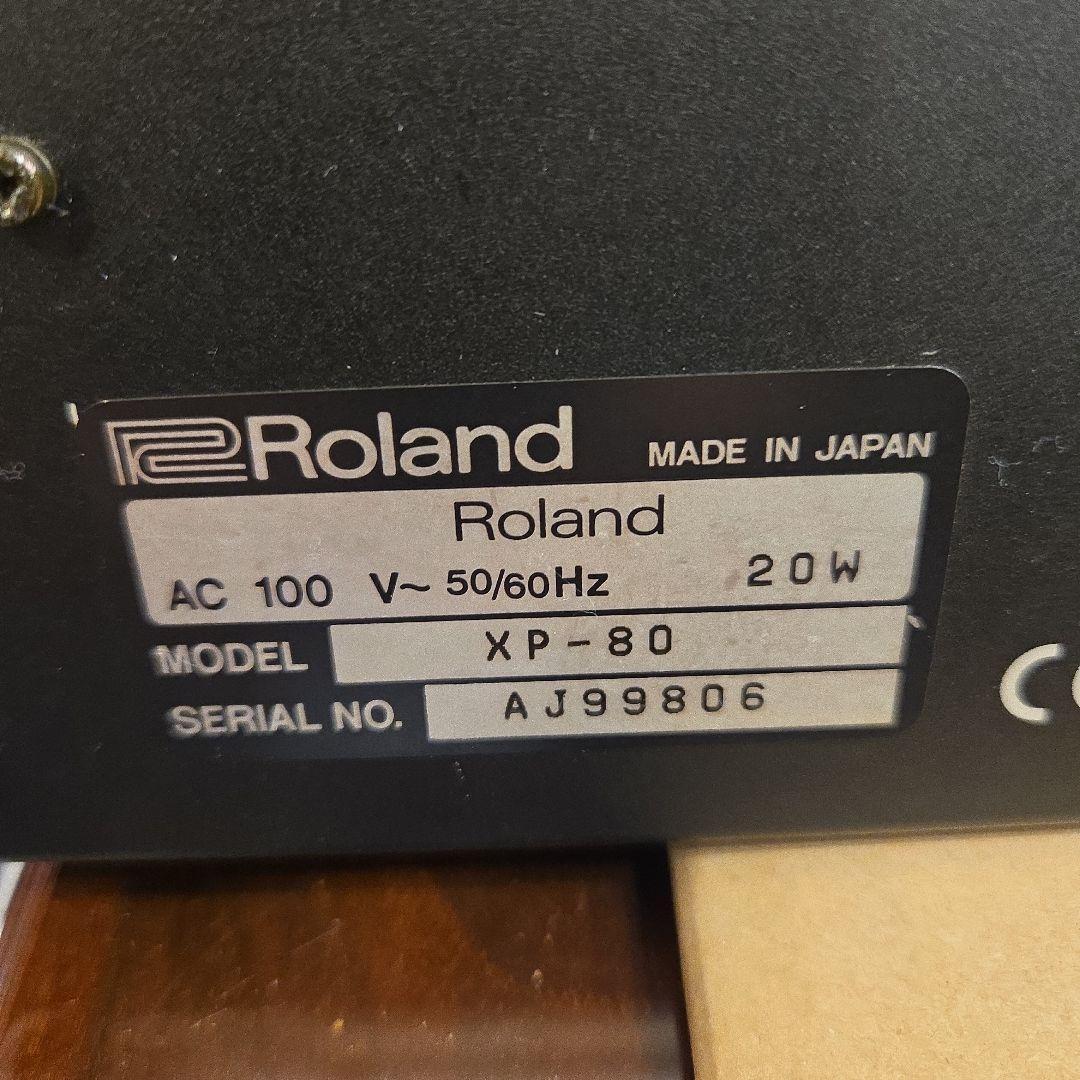 Roland MADE IN JAPAN
Roland
AC 100 V~ 50/60Hz 20W
MODEL XP-80
SERIAL NO. AJ99806